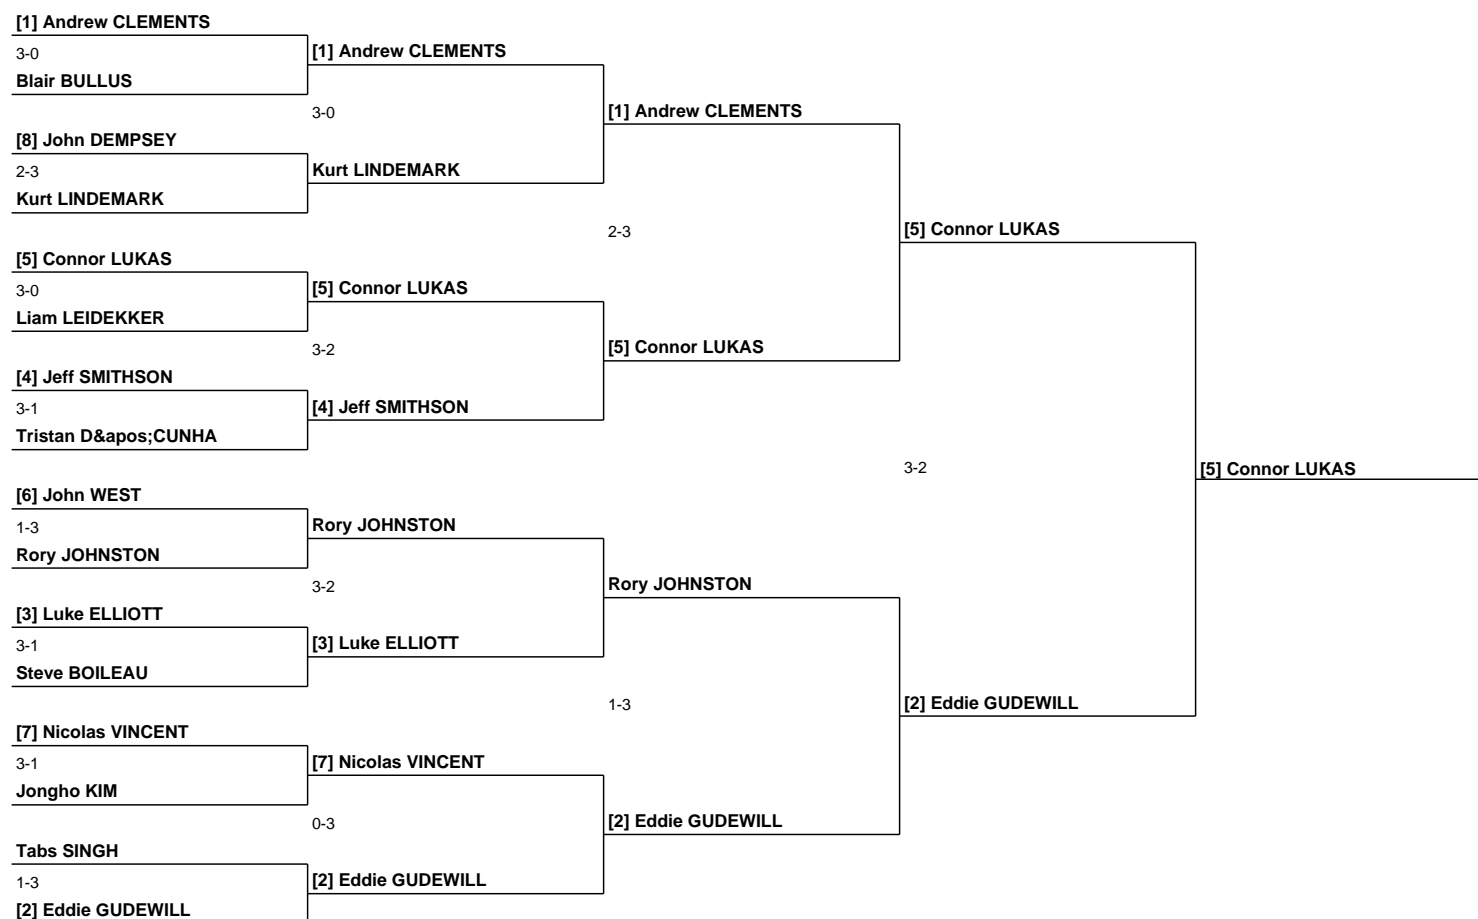 [1] Andrew CLEMENTS
3-0
Blair BULLUS
[8] John DEMPSEY
2-3
Kurt LINDEMARK
[5] Connor LUKAS
3-0
Liam LEIDEKKER
[4] Jeff SMITHSON
3-1
Tristan D&apos;CUNHA
[6] John WEST
1-3
Rory JOHNSTON
[3] Luke ELLIOTT
3-1
Steve BOILEAU
[7] Nicolas VINCENT
3-1
Jongho KIM
Tabs SINGH
1-3
[2] Eddie GUDEWILL
[1] Andrew CLEMENTS
3-0
Kurt LINDEMARK
[5] Connor LUKAS
3-2
[4] Jeff SMITHSON
Rory JOHNSTON
3-2
[3] Luke ELLIOTT
[7] Nicolas VINCENT
0-3
[2] Eddie GUDEWILL
[1] Andrew CLEMENTS
2-3
[5] Connor LUKAS
Rory JOHNSTON
1-3
[2] Eddie GUDEWILL
[5] Connor LUKAS
3-2
[2] Eddie GUDEWILL
[5] Connor LUKAS